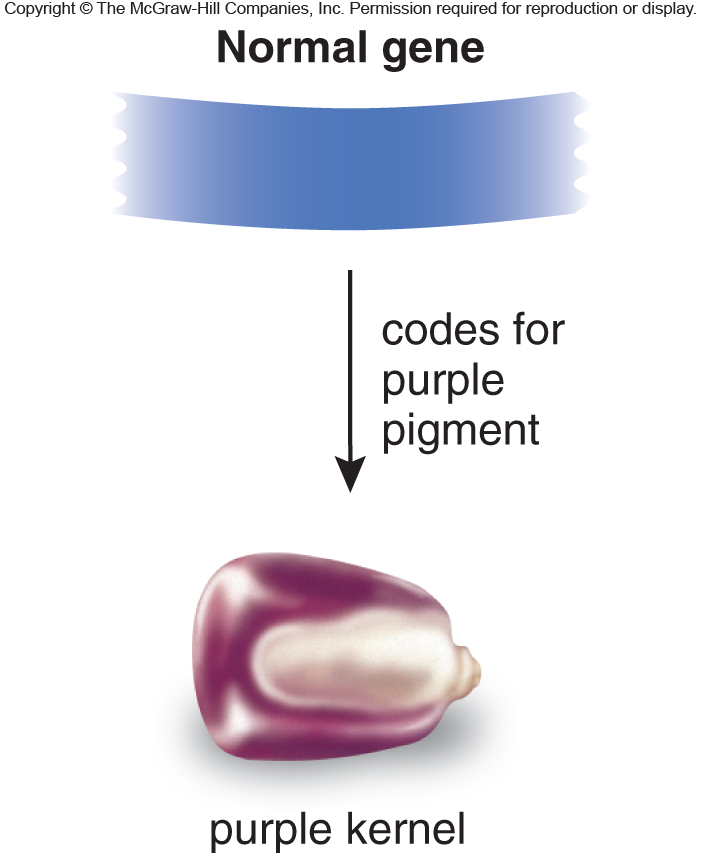 Copyright © The McGraw-Hill Companies, Inc. Permission required for reproduction or display.
Normal gene
codes for
purple
pigment
purple kernel